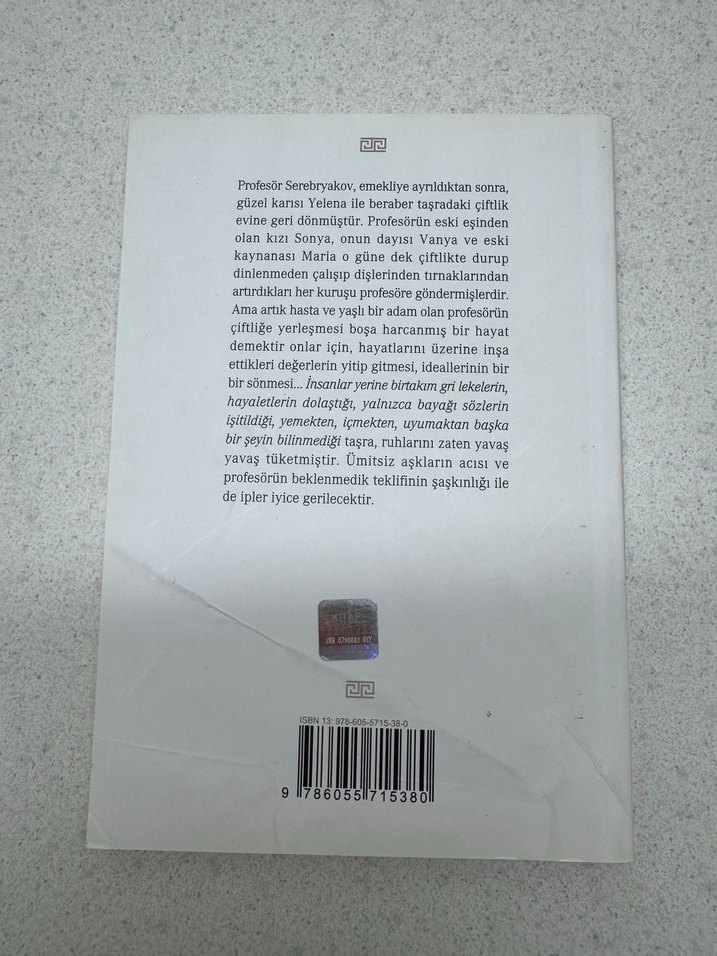 Profesör Serebryakov, emekliye ayrıldıktan sonra,
güzel karısı Yelena ile beraber taşradaki çiftlik
evine geri dönmüştür. Profesörün eski eşinden
olan kızı Sonya, onun dayısı Vanya ve eski
kaynanası Maria o güne dek çiftlikte durup
dinlenmeden çalışıp dişlerinden tırnaklarından
artırdıkları her kuruşu profesöre göndermişlerdir.
Ama artık hasta ve yaşlı bir adam olan profesörün
çiftliğe yerleşmesi boşa harcanmış bir hayat
demektir onlar için, hayatlarını üzerine inşa
ettikleri değerlerin yitip gitmesi, ideallerinin bir
bir sönmesi... İnsanlar yerine birtakım gri lekelerin,
hayaletlerin dolaştığı, yalnızca bayağı sözlerin
işitildiği, yemekten, içmekten, uyumaktan başka
bir şeyin bilinmediği taşra, ruhlarını zaten yavaş
yavaş tüketmiştir. Ümitsiz aşkların acısı ve
profesörün beklenmedik teklifinin şaşkınlığı ile
de ipler iyice gerilecektir.
KİTAP
ISBN 13: 978-605-5715-38-0
9 786055 715380